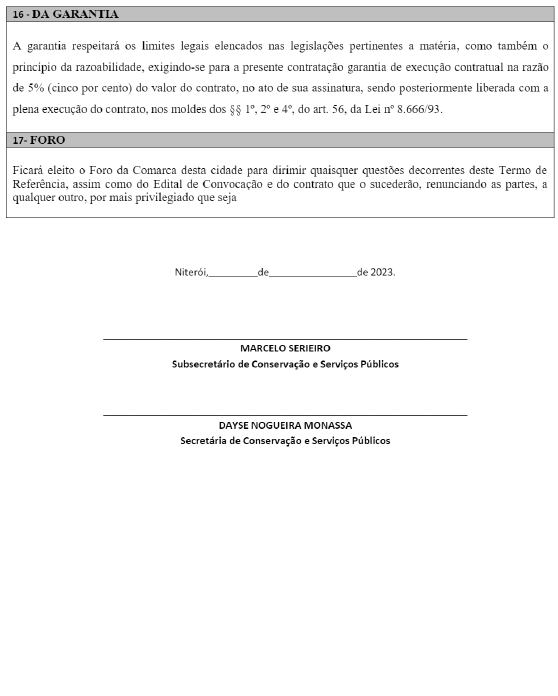 16 - DA GARANTIA
A garantia respeitará os limites legais elencados nas legislações pertinentes a matéria, como também o
princípio da razoabilidade, exigindo-se para a presente contratação garantia de execução contratual na razão
de 5% (cinco por cento) do valor do contrato, no ato de sua assinatura, sendo posteriormente liberada com a
plena execução do contrato, nos moldes dos §§ 1º, 2º e 4º, do art. 56, da Lei nº 8.666/93.
17- FORO
Ficará eleito o Foro da Comarca desta cidade para dirimir quaisquer questões decorrentes deste Termo de
Referência, assim como do Edital de Convocação e do contrato que o sucederão, renunciando as partes, a
qualquer outro, por mais privilegiado que seja
Niterói,_________de________________de 2023.
MARCELO SERIEIRO
Subsecretário de Conservação e Serviços Públicos
DAYSE NOGUEIRA MONASSA
Secretária de Conservação e Serviços Públicos